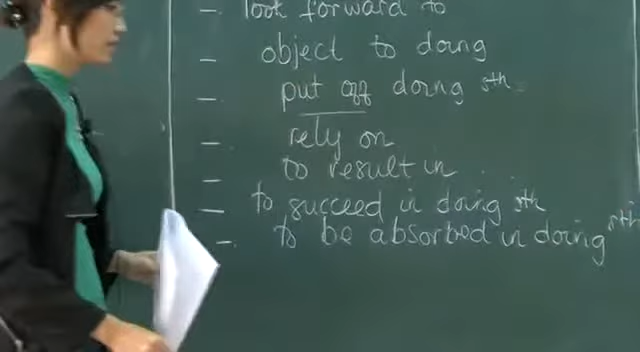 - look forward to
- object to doing
- put off doing sth
- rely on
- to result in
- to succeed in doing sth
- to be absorbed in doing sth